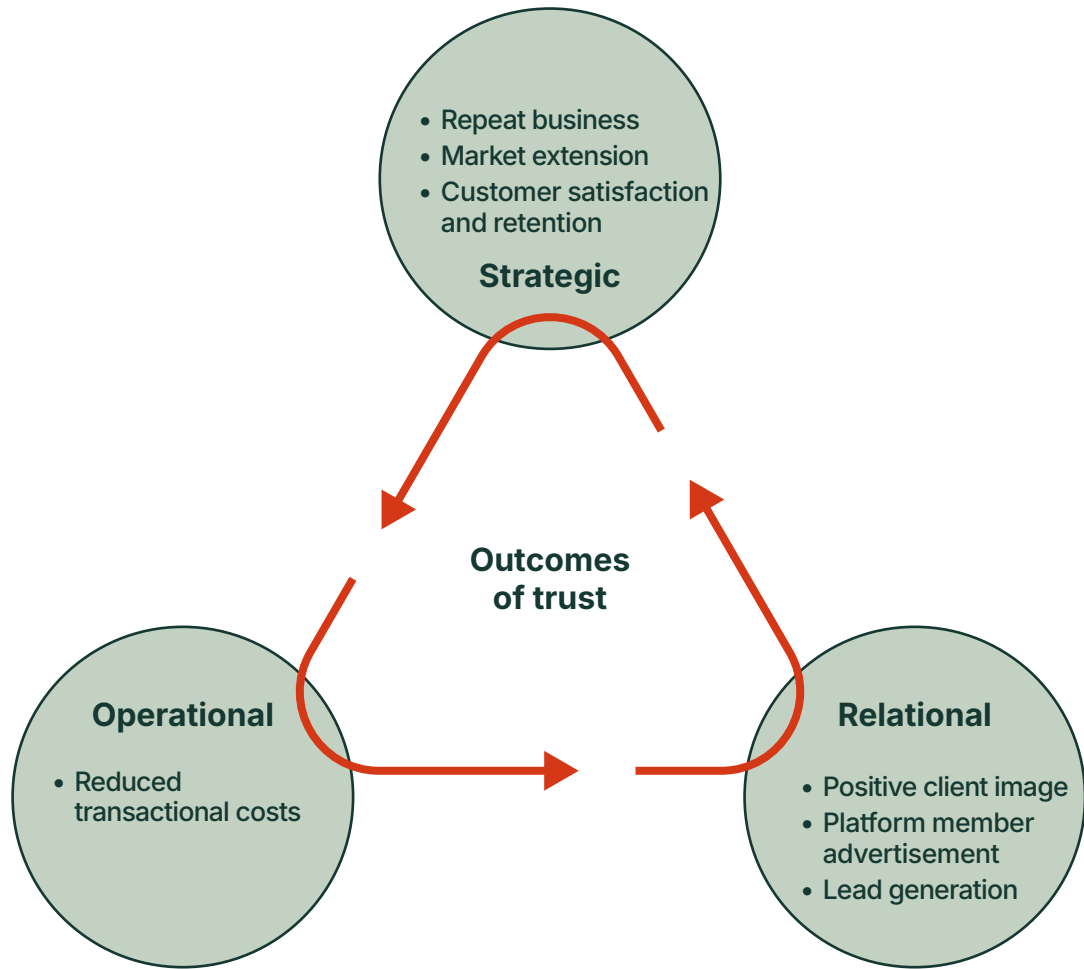 • Repeat business
• Market extension
• Customer satisfaction
and retention
Strategic
Outcomes
of trust
Operational
• Reduced
transactional costs
Relational
• Positive client image
• Platform member
advertisement
• Lead generation